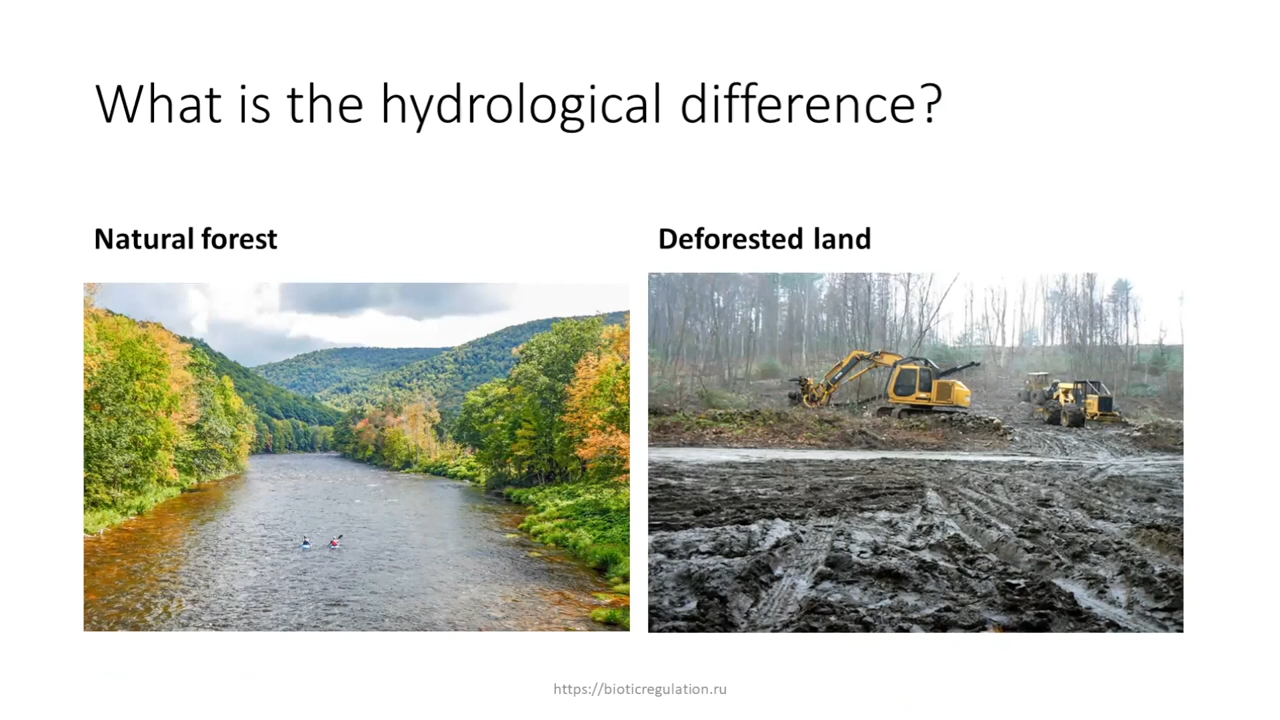 What is the hydrological difference?
Natural forest
Deforested land
https://bioticregulation.ru